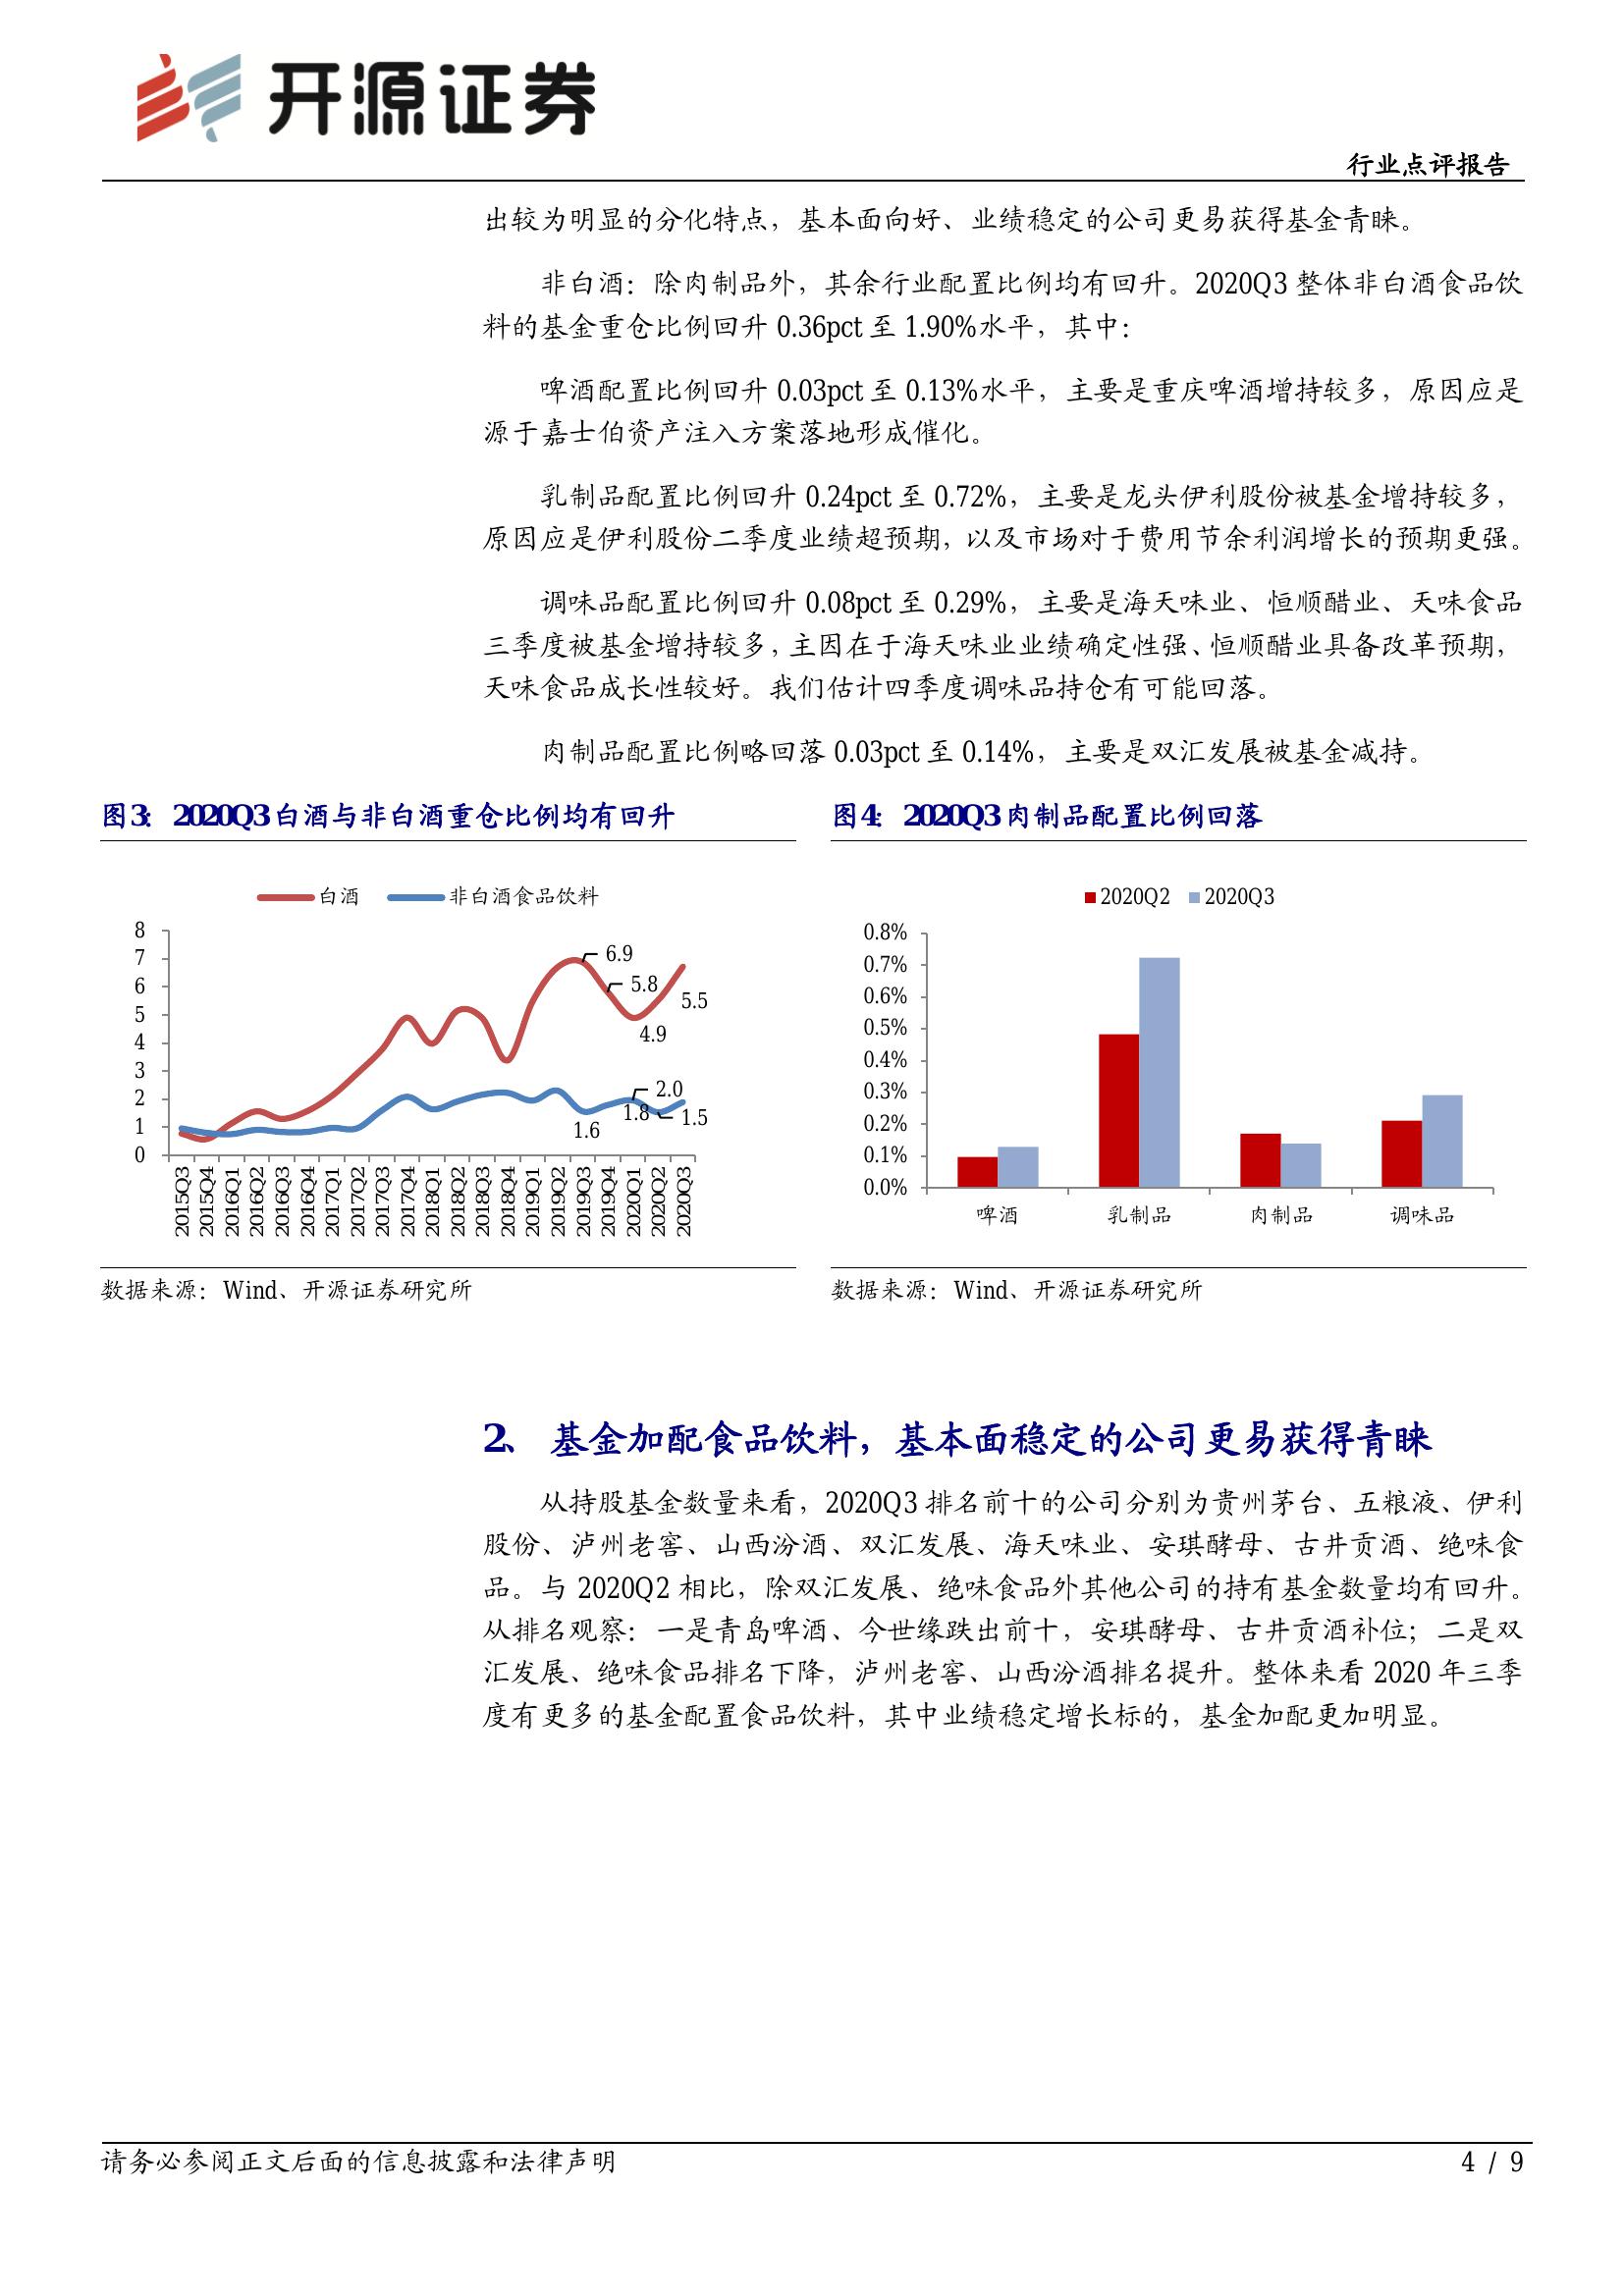 开源证券
行业点评报告
出较为明显的分化特点，基本面向好、业绩稳定的公司更易获得基金青睐。
非白酒：除肉制品外，其余行业配置比例均有回升。2020Q3 整体非白酒食品饮
料的基金重仓比例回升 0.36pct 至 1.90%水平，其中：
啤酒配置比例回升 0.03pct 至 0.13%水平，主要是重庆啤酒增持较多，原因应是
源于嘉士伯资产注入方案落地形成催化。
乳制品配置比例回升 0.24pct 至 0.72%，主要是龙头伊利股份被基金增持较多，
原因应是伊利股份二季度业绩超预期，以及市场对于费用节余利润增长的预期更强。
调味品配置比例回升 0.08pct 至 0.29%，主要是海天味业、恒顺醋业、天味食品
三季度被基金增持较多，主因在于海天味业业绩确定性强、恒顺醋业具备改革预期，
天味食品成长性较好。我们估计四季度调味品持仓有可能回落。
肉制品配置比例略回落 0.03pct 至 0.14%，主要是双汇发展被基金减持。
图3： 2020Q3 白酒与非白酒重仓比例均有回升
白酒 非白酒食品饮料
8
7
6
5
4
3
2
1
0
6.9
5.8
5.5
4.9
2.0
1.8
1.5
1.6
2015Q3
2015Q4
2016Q1
2016Q2
2016Q3
2016Q4
2017Q1
2017Q2
2017Q3
2017Q4
2018Q1
2018Q2
2018Q3
2018Q4
2019Q1
2019Q2
2019Q3
2019Q4
2020Q1
2020Q2
2020Q3
数据来源：Wind、开源证券研究所
图4： 2020Q3 肉制品配置比例回落
2020Q2 2020Q3
0.8%
0.7%
0.6%
0.5%
0.4%
0.3%
0.2%
0.1%
0.0%
啤酒 乳制品 肉制品 调味品
数据来源：Wind、开源证券研究所
2、 基金加配食品饮料，基本面稳定的公司更易获得青睐
从持股基金数量来看，2020Q3 排名前十的公司分别为贵州茅台、五粮液、伊利
股份、泸州老窖、山西汾酒、双汇发展、海天味业、安琪酵母、古井贡酒、绝味食
品。与 2020Q2 相比，除双汇发展、绝味食品外其他公司的持有基金数量均有回升。
从排名观察：一是青岛啤酒、今世缘跌出前十，安琪酵母、古井贡酒补位；二是双
汇发展、绝味食品排名下降，泸州老窖、山西汾酒排名提升。整体来看 2020 年三季
度有更多的基金配置食品饮料，其中业绩稳定增长标的，基金加配更加明显。
请务必参阅正文后面的信息披露和法律声明
4 / 9